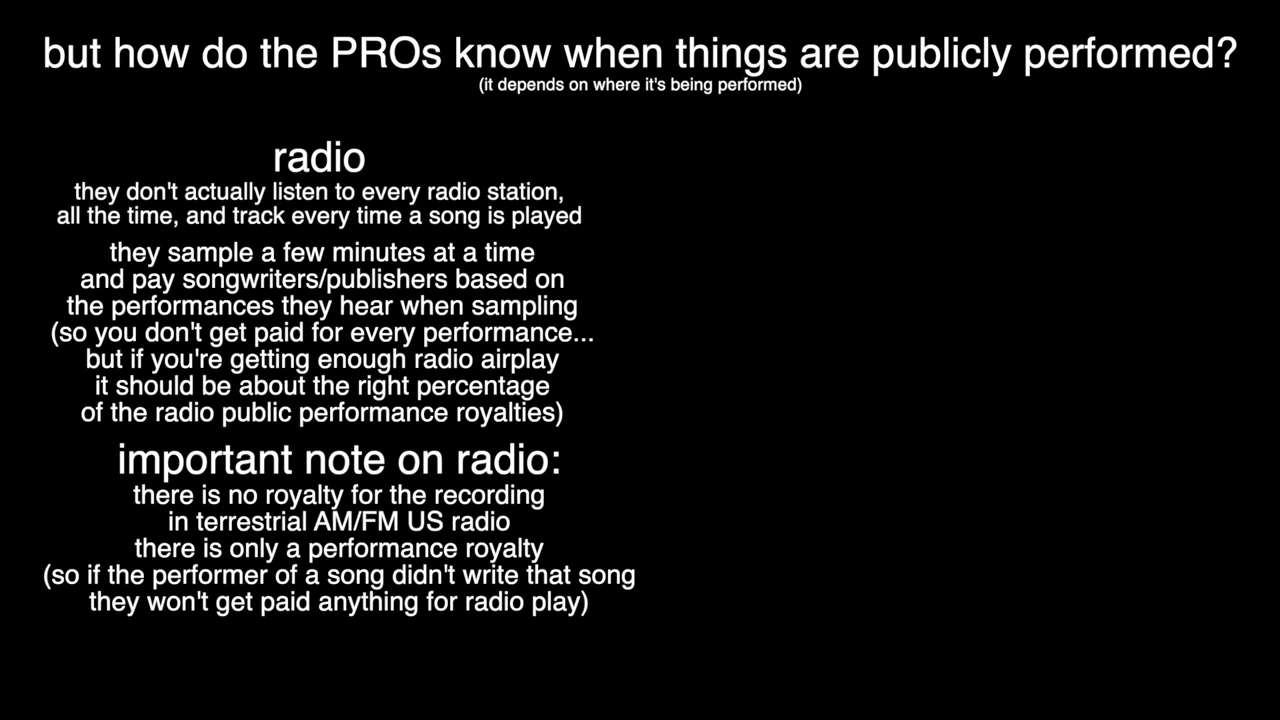 but how do the PROs know when things are publicly performed?
(it depends on where it's being performed)
radio
they don't actually listen to every radio station,
all the time, and track every time a song is played
they sample a few minutes at a time
and pay songwriters/publishers based on
the performances they hear when sampling
(so you don't get paid for every performance...
but if you're getting enough radio airplay
it should be about the right percentage
of the radio public performance royalties)
important note on radio:
there is no royalty for the recording
in terrestrial AM/FM US radio
there is only a performance royalty
(so if the performer of a song didn't write that song
they won't get paid anything for radio play)